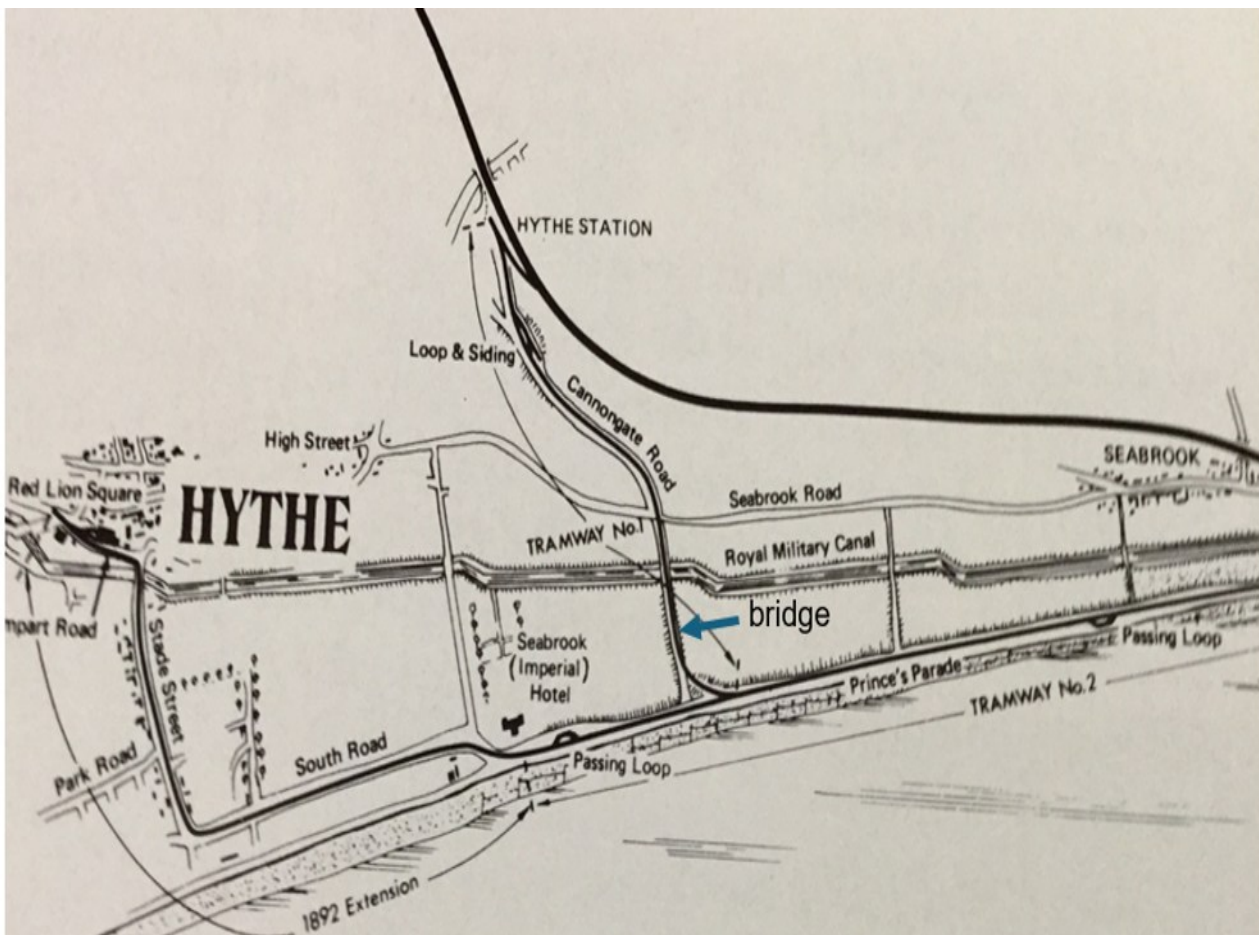 HYTHE STATION
Loop & Siding
Cannongate Road
High Street
SEABROOK
Red Lion Square
HYTHE
Seabrook Road
TRAMWAY No.1
Royal Military Canal
bridge
mpart Road
Stade Street
Seabrook
(Imperial)
Hotel
Passing Loop
Prince's Parade
TRAMWAY No.2
South Road
Park Road
Passing Loop
1892 Extension